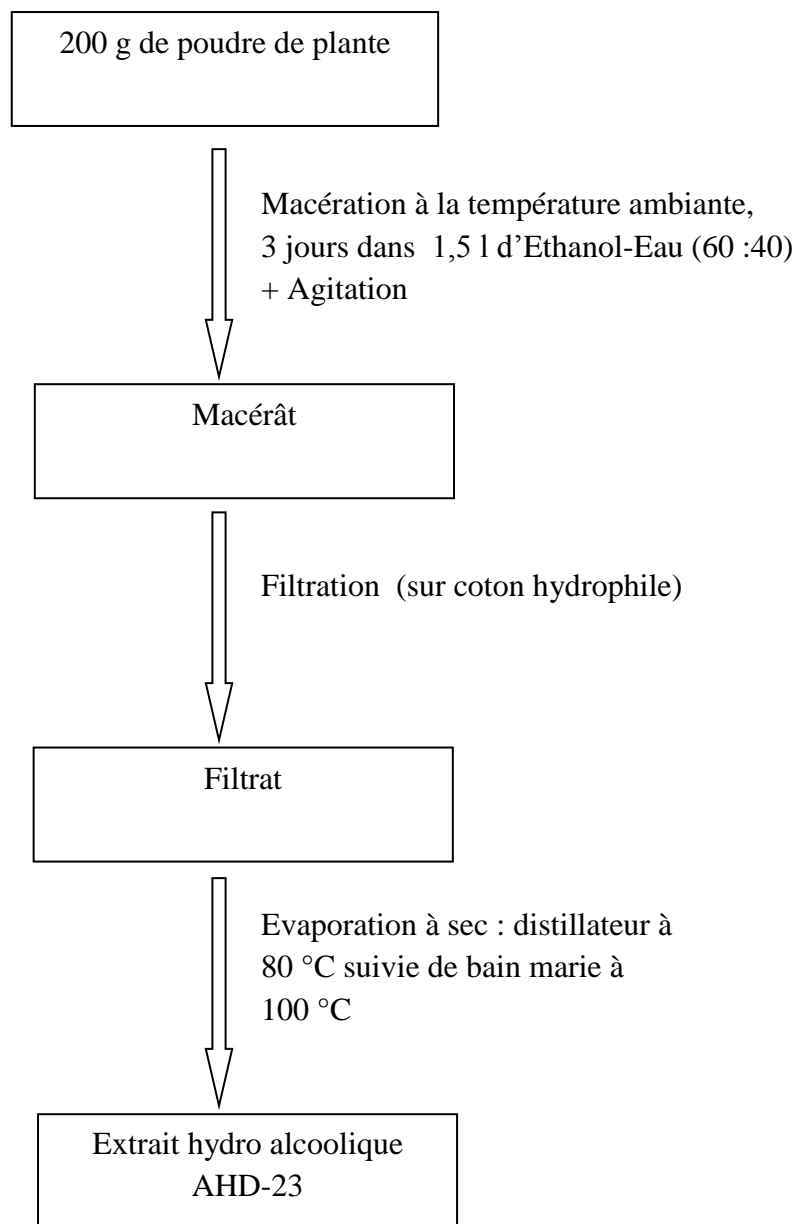 200 g de poudre de plante
Macération à la température ambiante,
3 jours dans 1,5 l d’Ethanol-Eau (60 :40)
+ Agitation
Macérât
Filtration (sur coton hydrophile)
Filtrat
Evaporation à sec : distillateur à
80 °C suivie de bain marie à
100 °C
Extrait hydro alcoolique
AHD-23